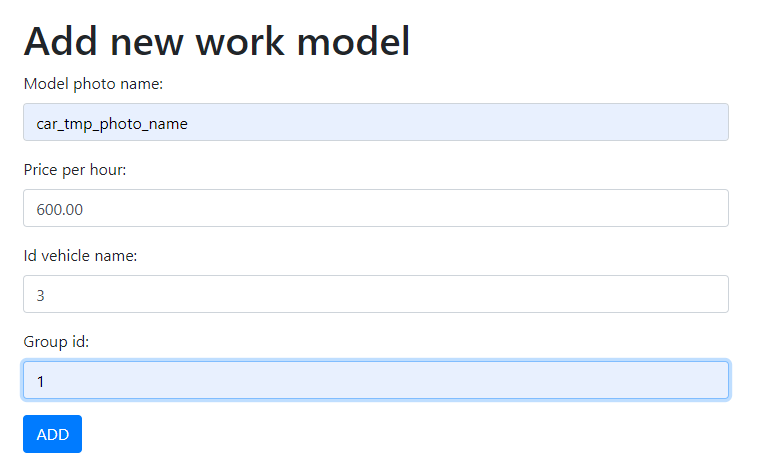 Add new work model
Model photo name:
car_tmp_photo_name
Price per hour:
600.00
Id vehicle name:
3
Group id:
1
ADD